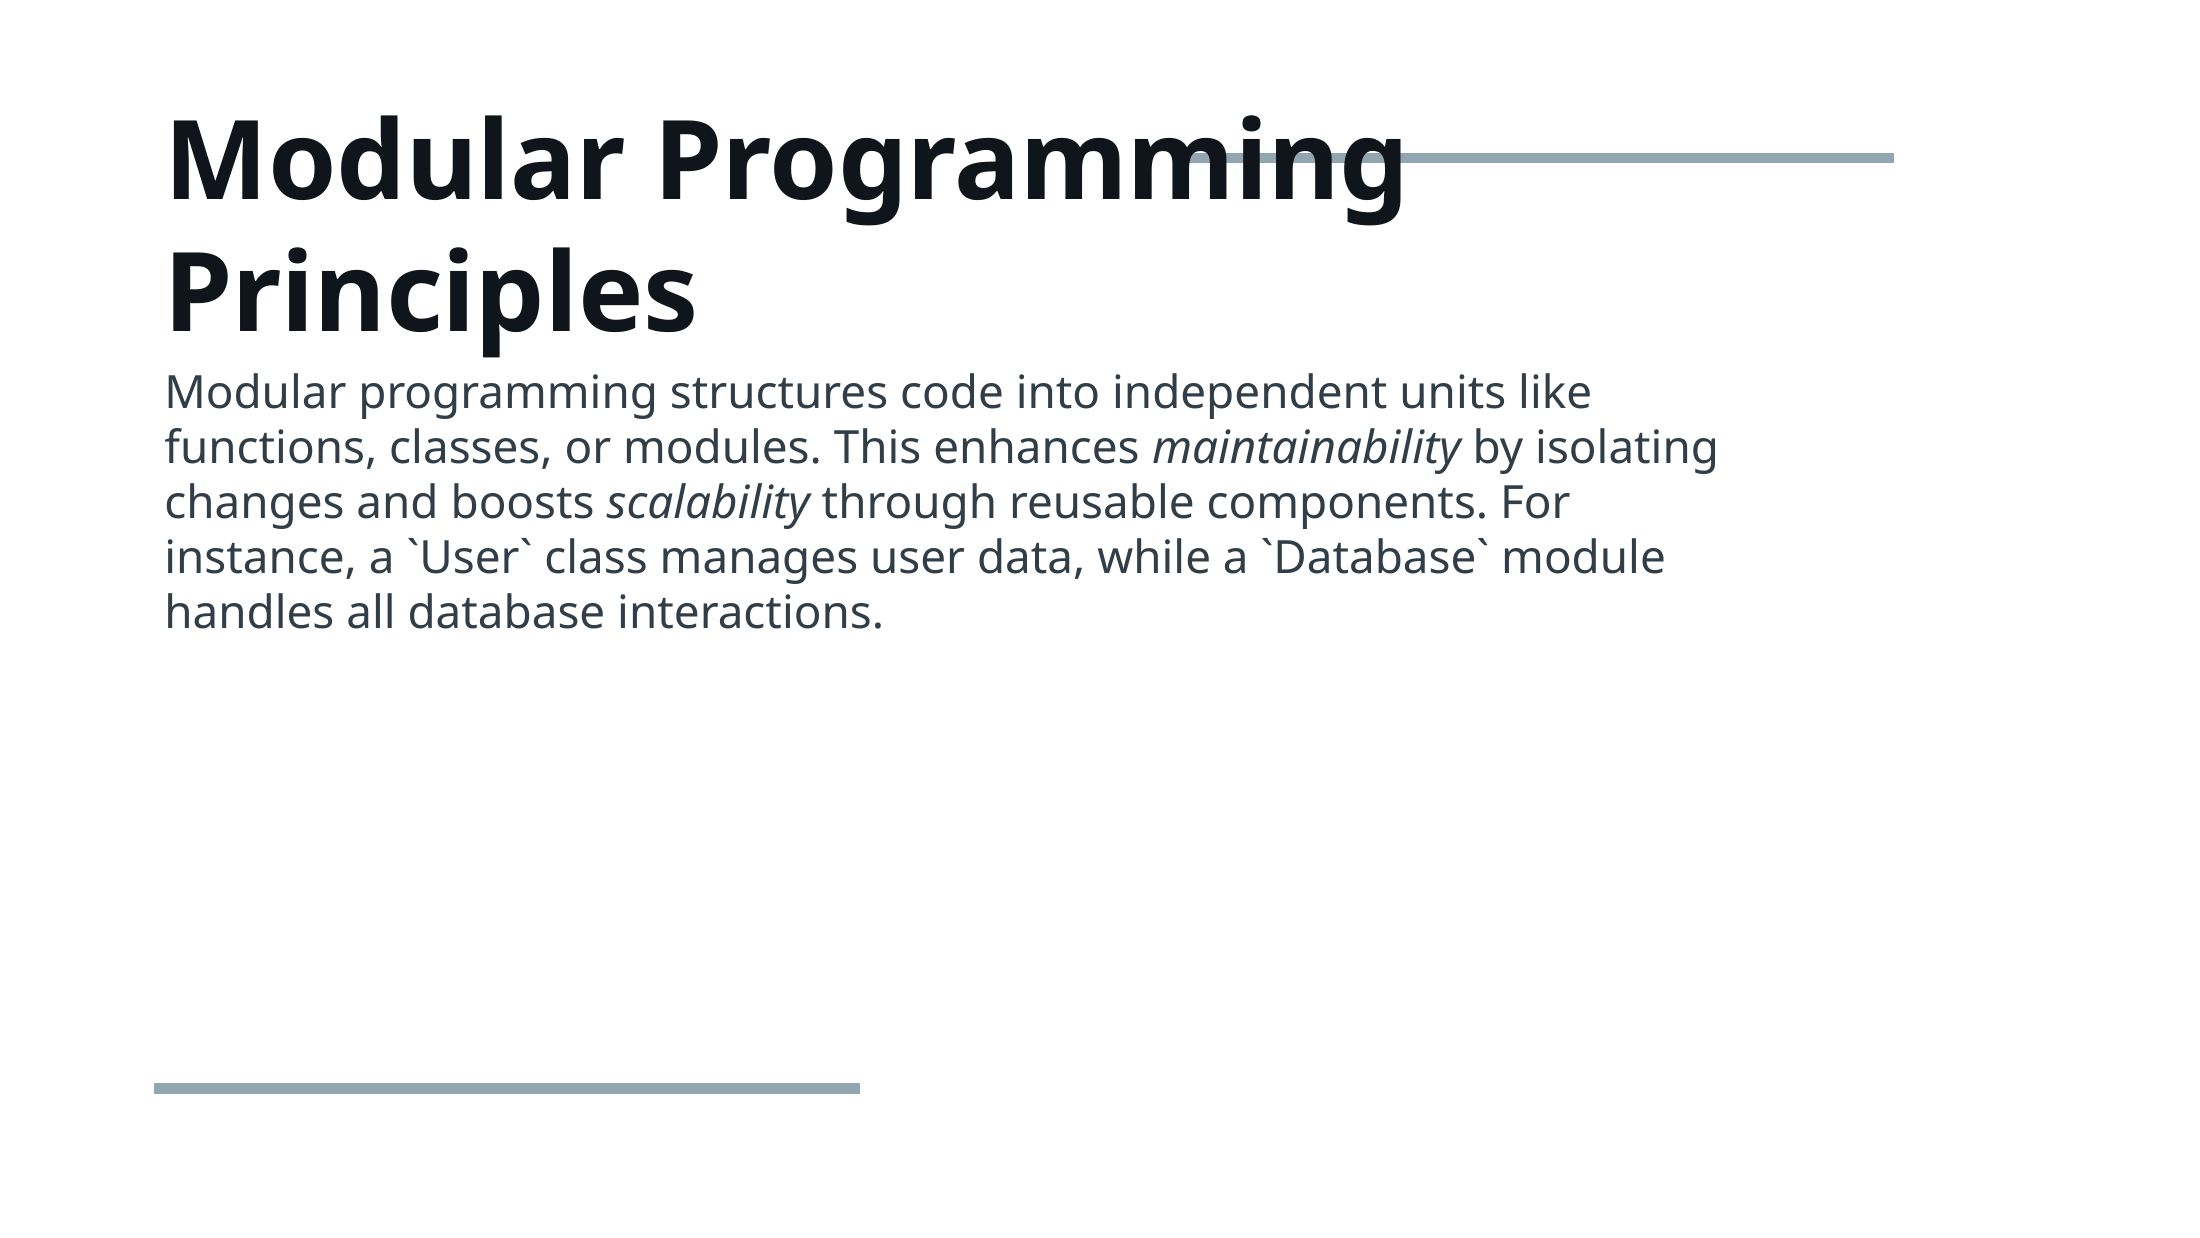 Modular Programming
Principles
Modular programming structures code into independent units like
functions, classes, or modules. This enhances maintainability by isolating
changes and boosts scalability through reusable components. For
instance, a `User` class manages user data, while a `Database` module
handles all database interactions.